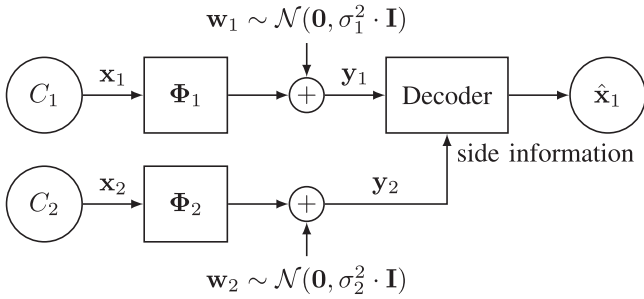 w₁ ∼ 𝒩(0, σ₁² · I)
C₁ x₁ Φ₁ + y₁ Decoder x̂₁
side information
C₂ x₂ Φ₂ + y₂
w₂ ∼ 𝒩(0, σ₂² · I)